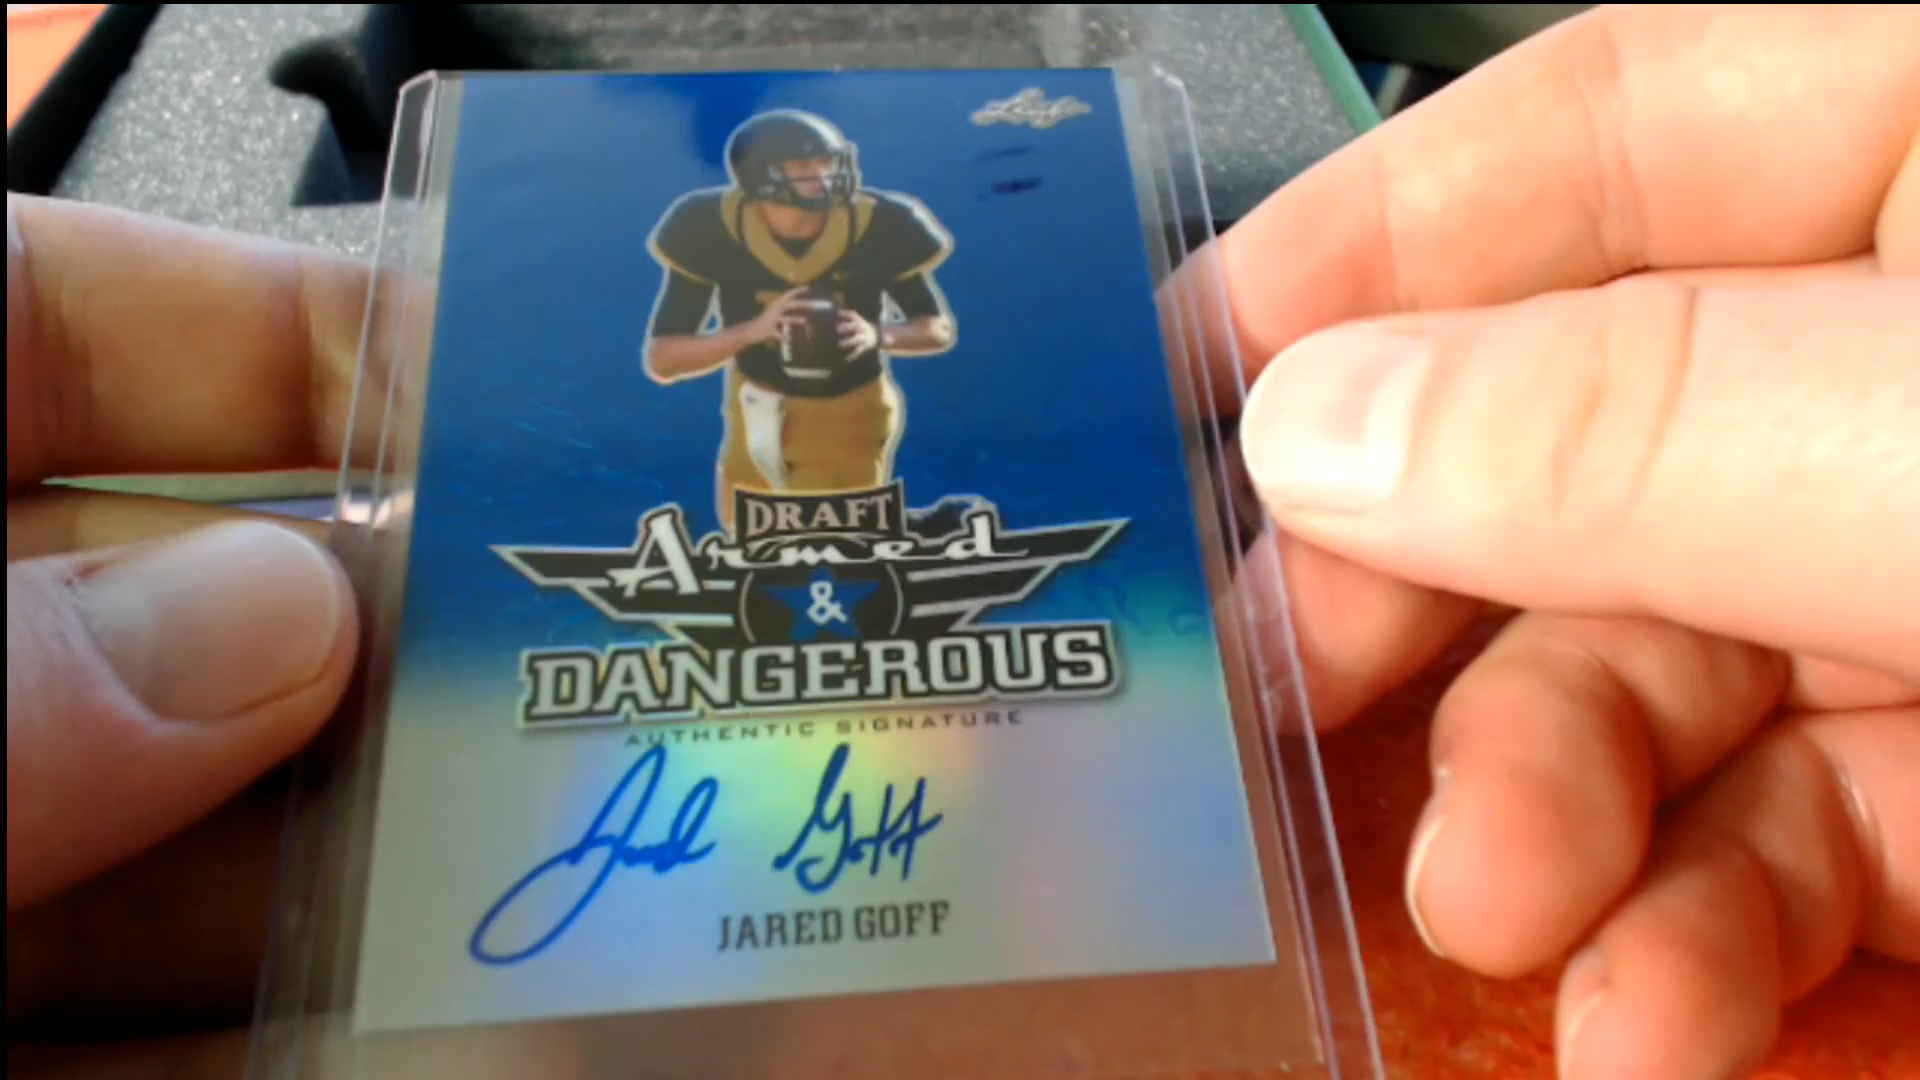 Leaf
DRAFT
Armed
&
DANGEROUS
AUTHENTIC SIGNATURE
Jared Goff
JARED GOFF